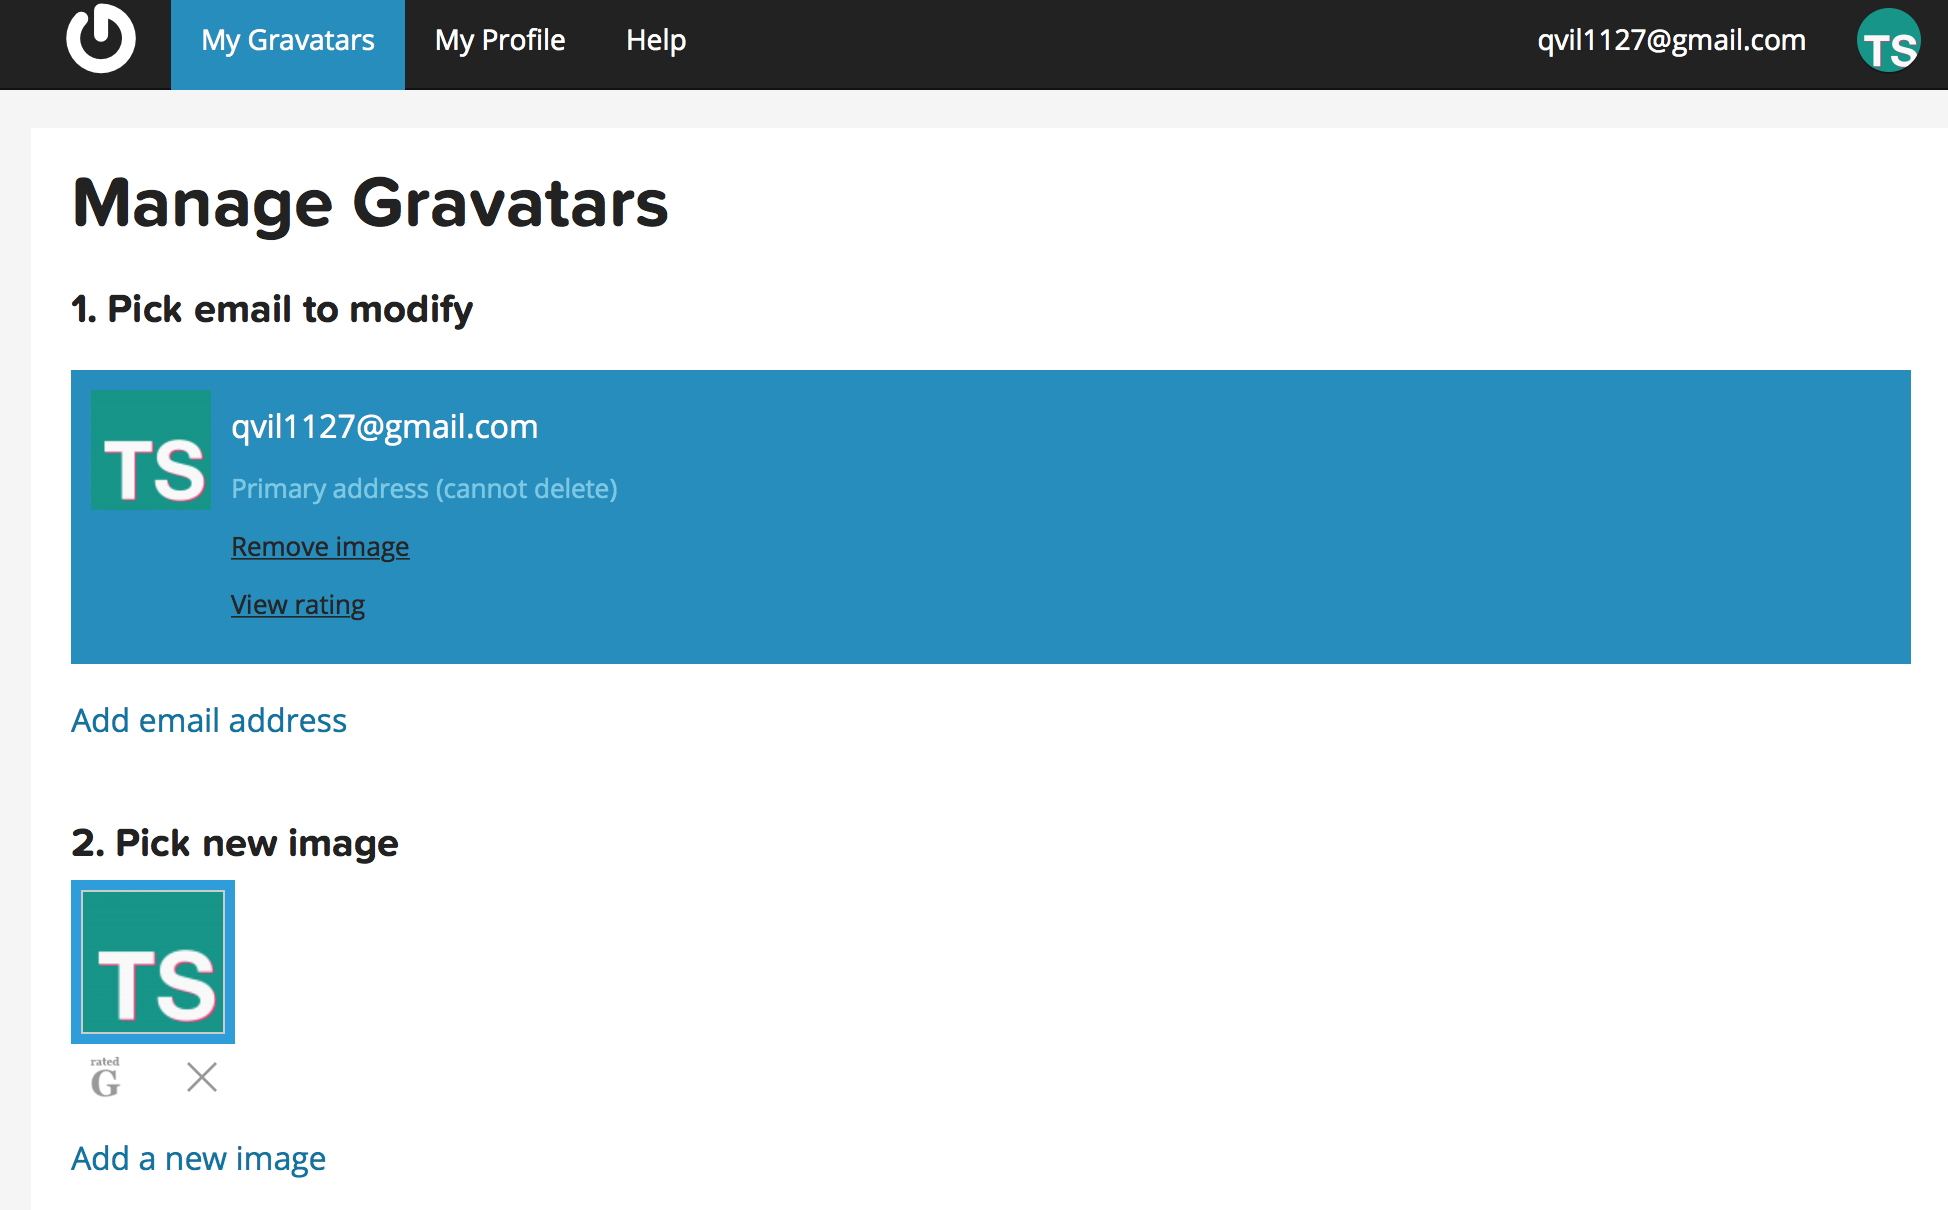 My Gravatars My Profile Help qvil1127@gmail.com TS
Manage Gravatars
1. Pick email to modify
TS
qvil1127@gmail.com
Primary address (cannot delete)
Remove image
View rating
Add email address
2. Pick new image
TS
rated
G
Add a new image